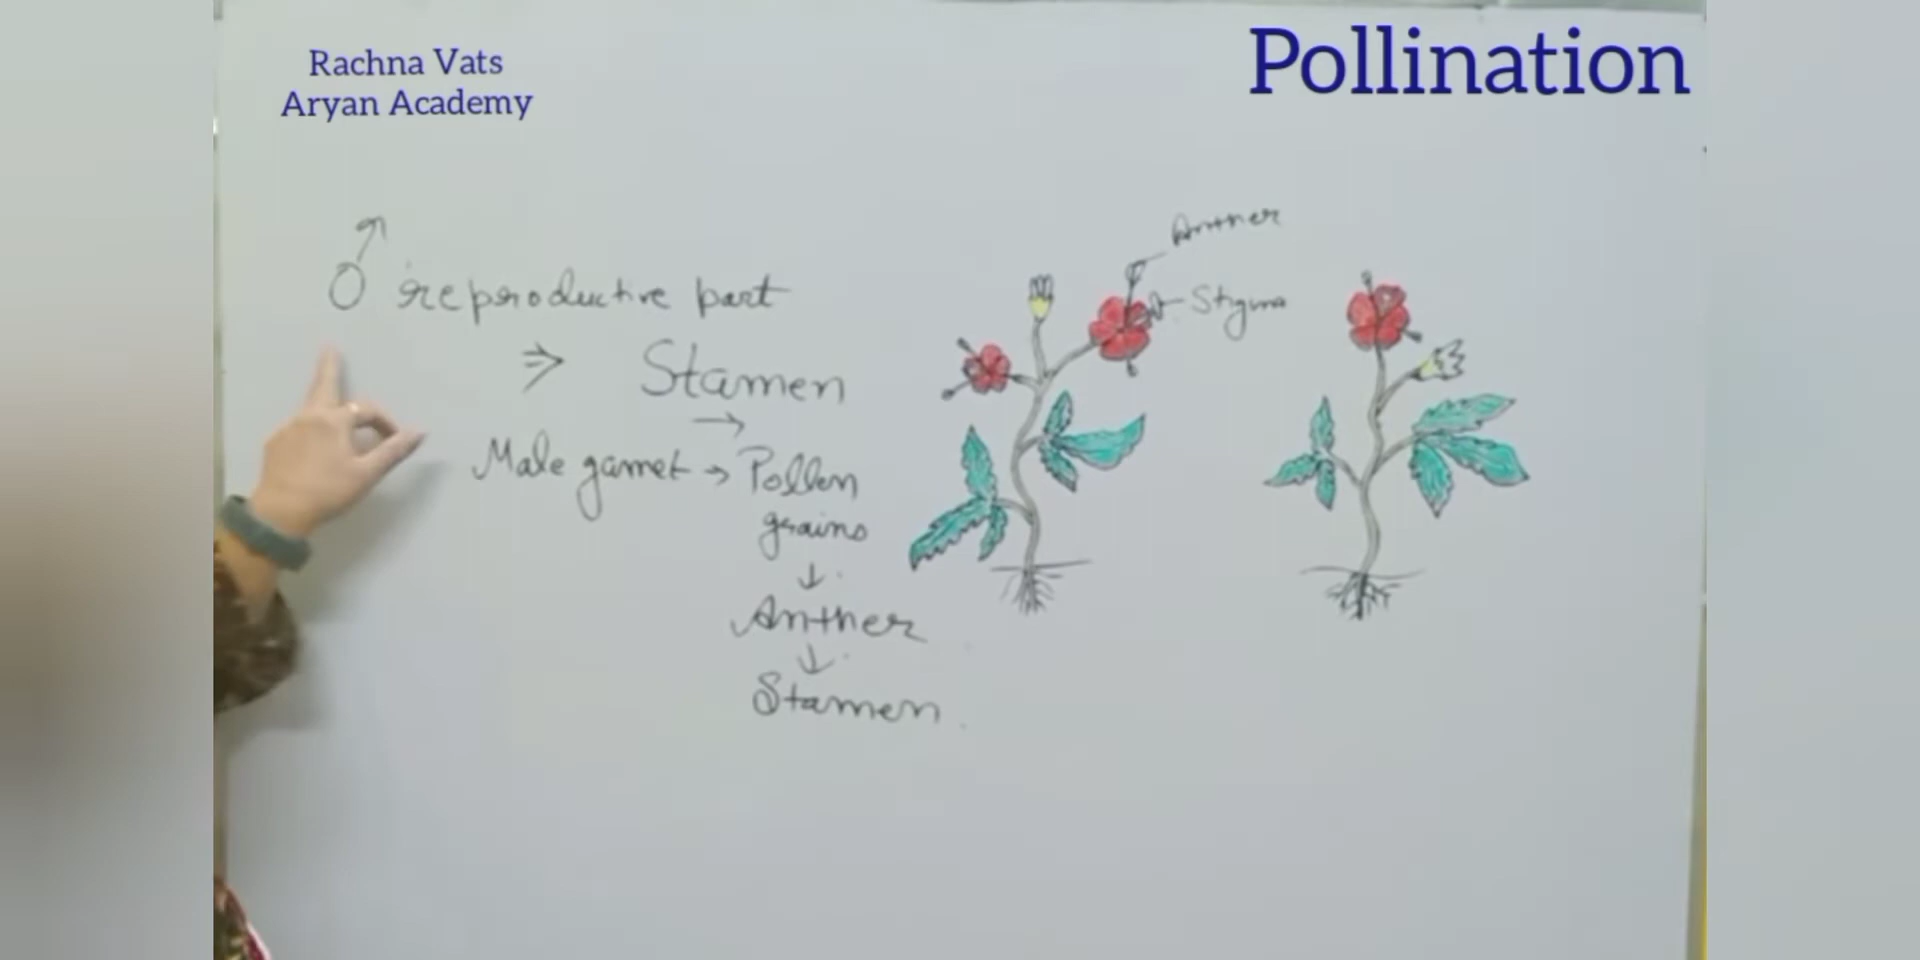 Rachna Vats
Aryan Academy
Pollination
♂ reproductive part
⇒ Stamen
→
Male gamet → Pollen
grains
↓
Anther
↓
Stamen
Anther
Stigma